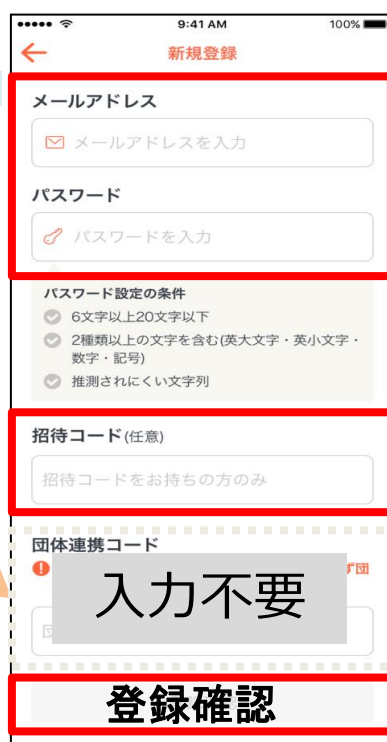 9:41 AM
100%
新規登録
メールアドレス
メールアドレスを入力
パスワード
パスワードを入力
パスワード設定の条件
6文字以上20文字以下
2種類以上の文字を含む(英大文字・英小文字・
数字・記号)
推測されにくい文字列
招待コード(任意)
招待コードをお持ちの方のみ
団体連携コード
ず団
入力不要
団
登録確認